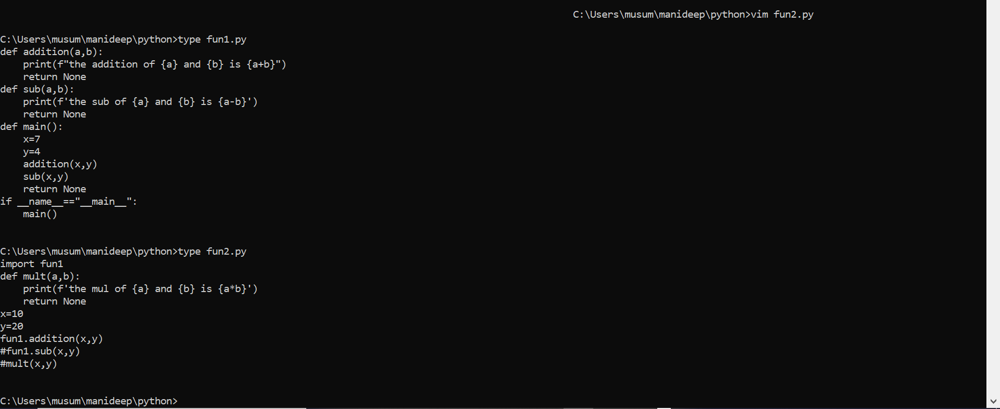 C:\Users\musum\manideep\python>vim fun2.py
C:\Users\musum\manideep\python>type fun1.py
def addition(a,b):
    print(f"the addition of {a} and {b} is {a+b}")
    return None
def sub(a,b):
    print(f'the sub of {a} and {b} is {a-b}')
    return None
def main():
    x=7
    y=4
    addition(x,y)
    sub(x,y)
    return None
if __name__=="__main__":
    main()
C:\Users\musum\manideep\python>type fun2.py
import fun1
def mult(a,b):
    print(f'the mul of {a} and {b} is {a*b}')
    return None
x=10
y=20
fun1.addition(x,y)
#fun1.sub(x,y)
#mult(x,y)
C:\Users\musum\manideep\python>